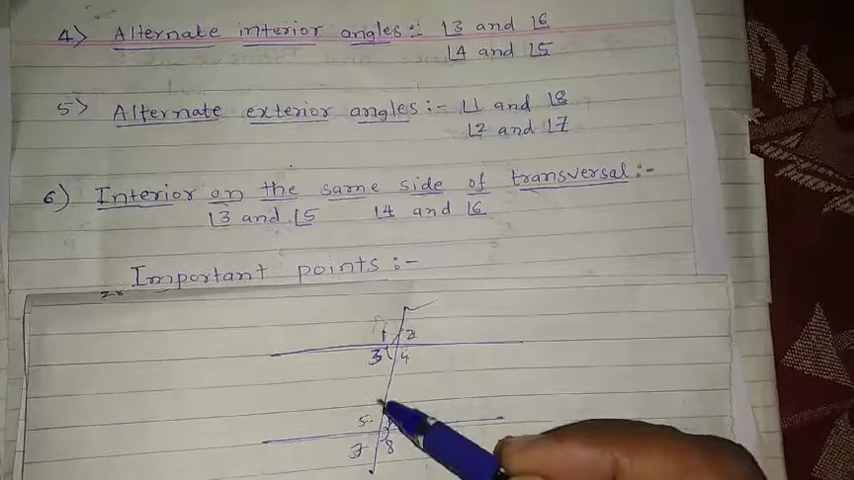 4) Alternate interior angles :- ∠3 and ∠6
∠4 and ∠5
5) Alternate exterior angles :- ∠1 and ∠8
∠2 and ∠7
6) Interior on the same side of transversal :-
∠3 and ∠5 ∠4 and ∠6
Important points :-
1 2
3 4
5
7 8